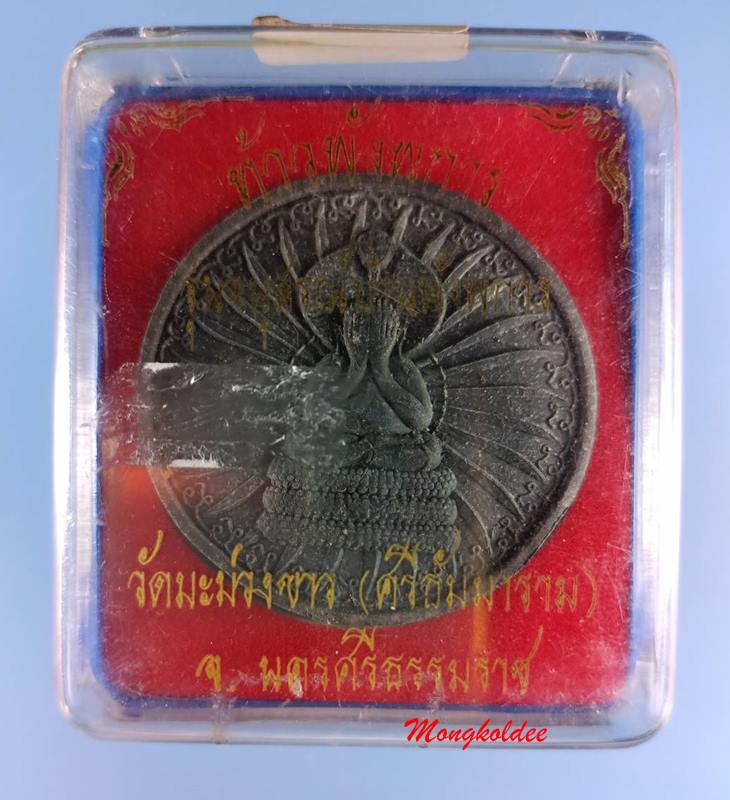 ท้าวพังพการ
วัดมะม่วงขาว (ศรีธัมมาราม)
จ. นครศรีธรรมราช
Mongkoldee